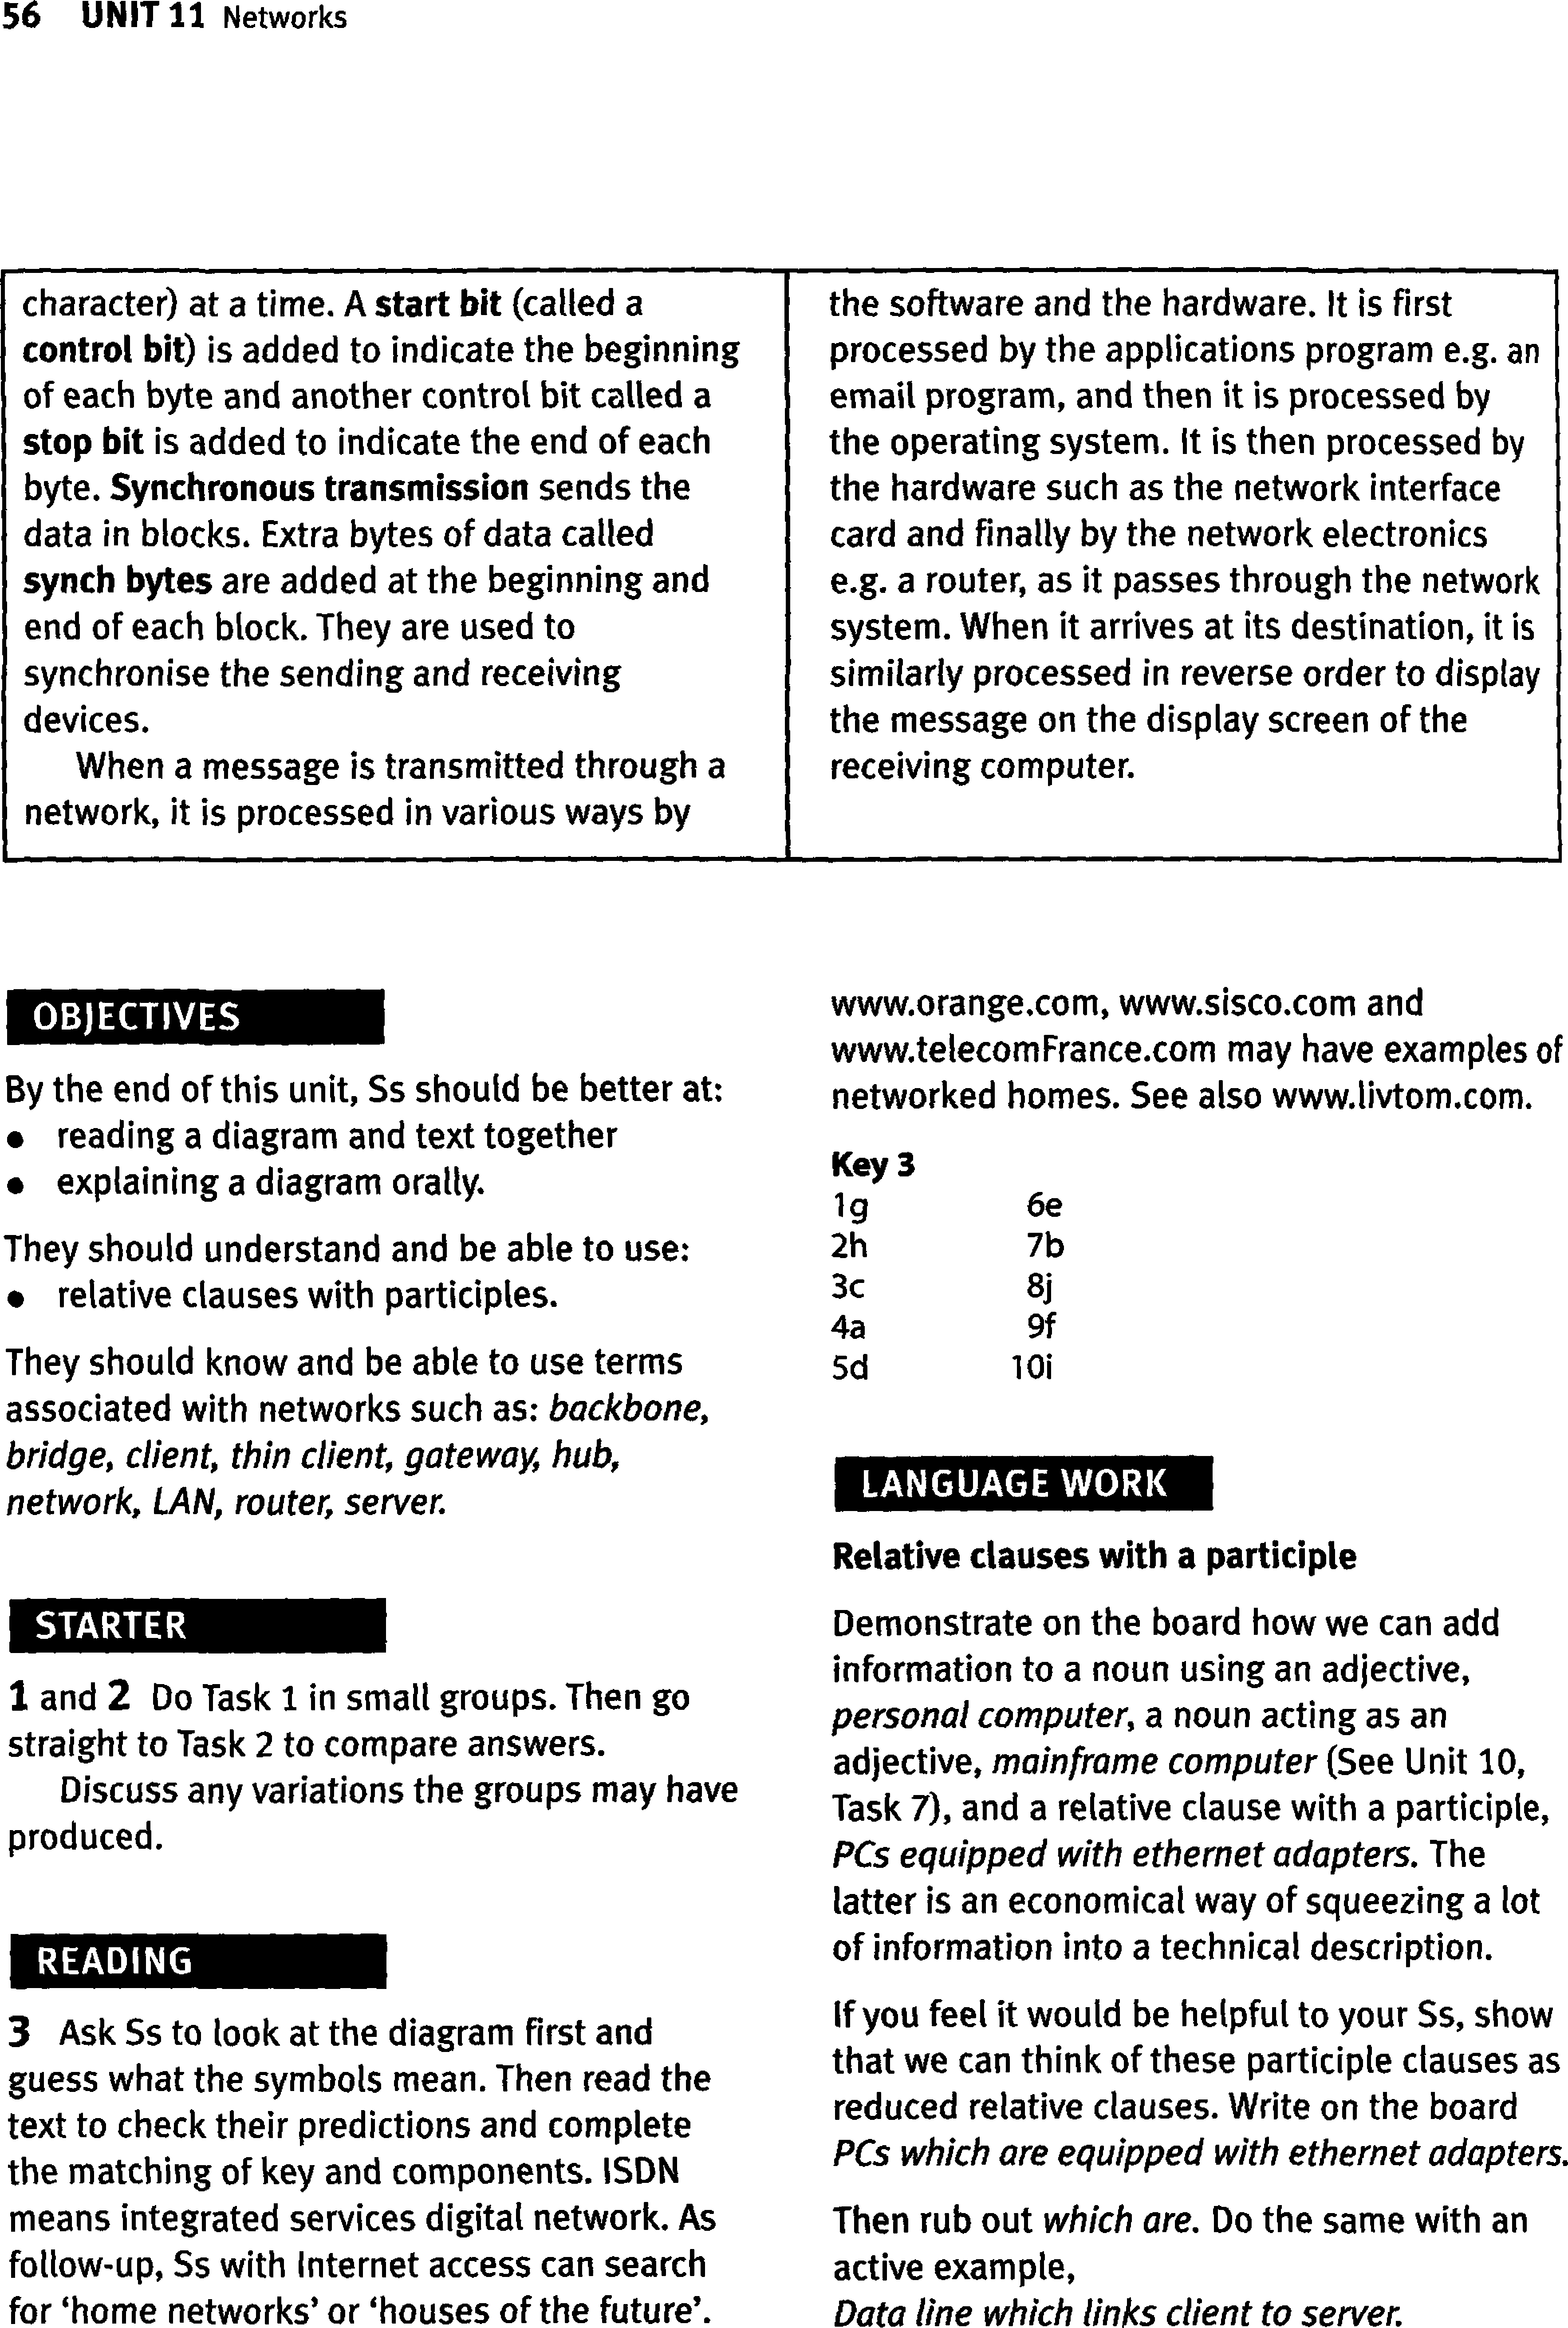 56 UNIT 11 Networks
character) at a time. A start bit (called a
control bit) is added to indicate the beginning
of each byte and another control bit called a
stop bit is added to indicate the end of each
byte. Synchronous transmission sends the
data in blocks. Extra bytes of data called
synch bytes are added at the beginning and
end of each block. They are used to
synchronise the sending and receiving
devices.
When a message is transmitted through a
network, it is processed in various ways by
the software and the hardware. It is first
processed by the applications program e.g. an
email program, and then it is processed by
the operating system. It is then processed by
the hardware such as the network interface
card and finally by the network electronics
e.g. a router, as it passes through the network
system. When it arrives at its destination, it is
similarly processed in reverse order to display
the message on the display screen of the
receiving computer.
OBJECTIVES
By the end of this unit, Ss should be better at:
• reading a diagram and text together
• explaining a diagram orally.
They should understand and be able to use:
• relative clauses with participles.
They should know and be able to use terms
associated with networks such as: backbone,
bridge, client, thin client, gateway, hub,
network, LAN, router, server.
STARTER
1 and 2 Do Task 1 in small groups. Then go
straight to Task 2 to compare answers.
Discuss any variations the groups may have
produced.
READING
3 Ask Ss to look at the diagram first and
guess what the symbols mean. Then read the
text to check their predictions and complete
the matching of key and components. ISDN
means integrated services digital network. As
follow-up, Ss with Internet access can search
for ‘home networks’ or ‘houses of the future’.
www.orange.com, www.sisco.com and
www.telecomFrance.com may have examples of
networked homes. See also www.livtom.com.
Key 3
1g 6e
2h 7b
3c 8j
4a 9f
5d 10i
LANGUAGE WORK
Relative clauses with a participle
Demonstrate on the board how we can add
information to a noun using an adjective,
personal computer, a noun acting as an
adjective, mainframe computer (See Unit 10,
Task 7), and a relative clause with a participle,
PCs equipped with ethernet adapters. The
latter is an economical way of squeezing a lot
of information into a technical description.
If you feel it would be helpful to your Ss, show
that we can think of these participle clauses as
reduced relative clauses. Write on the board
PCs which are equipped with ethernet adapters.
Then rub out which are. Do the same with an
active example,
Data line which links client to server.